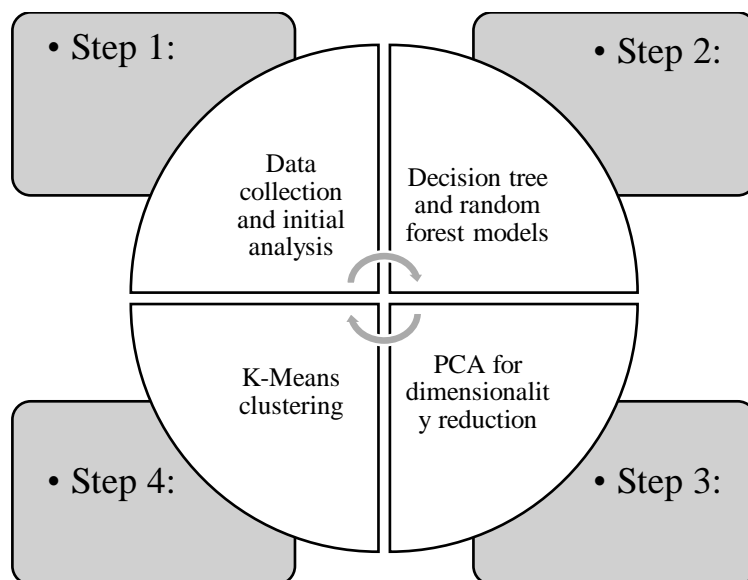 • Step 1:
• Step 2:
Data
collection
and initial
analysis
Decision tree
and random
forest models
K-Means
clustering
PCA for
dimensionalit
y reduction
• Step 4:
• Step 3: